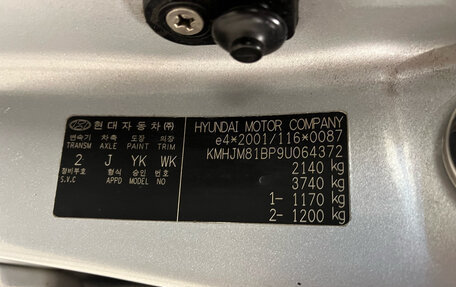 현대자동차㈜
변속기 차축 도장 의장
TRANSM AXLE PAINT TRIM
2 J YK WK
정비부호 형식 승인 번호
S.V.C APPD MODEL NO
HYUNDAI MOTOR COMPANY
e4*2001/116*0087
KMHJM81BP9U064372
2140 kg
3740 kg
1- 1170 kg
2- 1200 kg